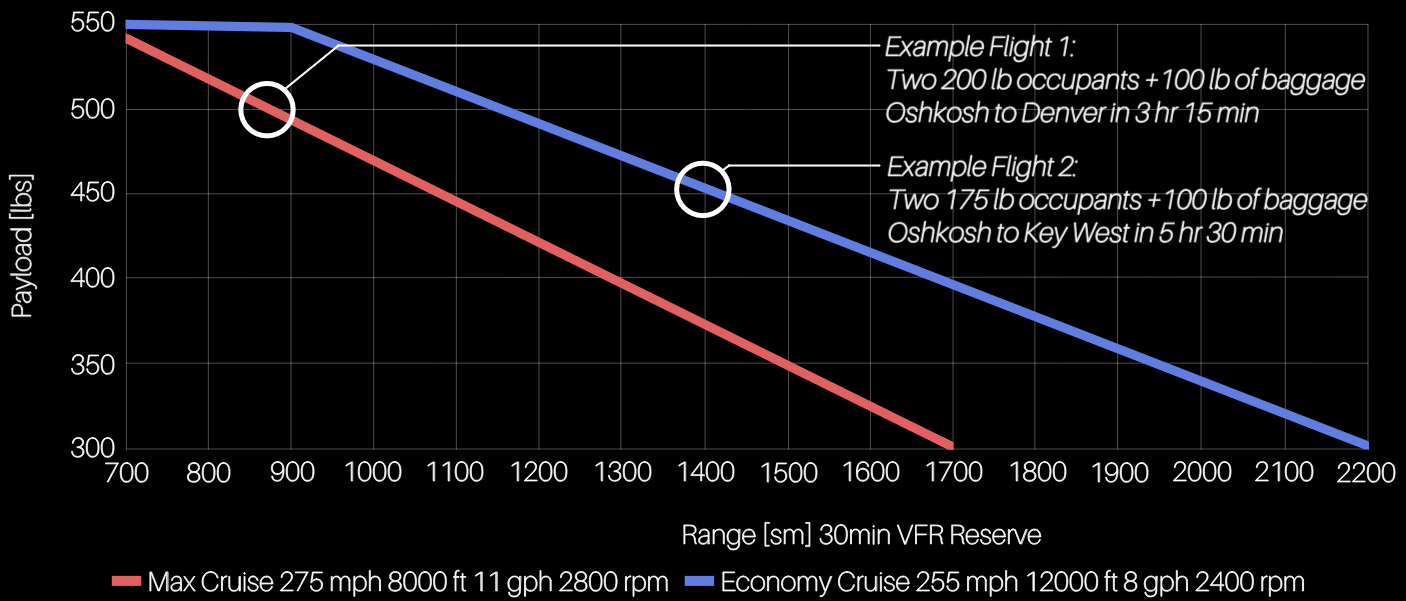 550
500
450
400
350
300
Payload [lbs]
Example Flight 1:
Two 200 lb occupants +100 lb of baggage
Oshkosh to Denver in 3 hr 15 min
Example Flight 2:
Two 175 lb occupants +100 lb of baggage
Oshkosh to Key West in 5 hr 30 min
700 800 900 1000 1100 1200 1300 1400 1500 1600 1700 1800 1900 2000 2100 2200
Range [sm] 30min VFR Reserve
Max Cruise 275 mph 8000 ft 11 gph 2800 rpm Economy Cruise 255 mph 12000 ft 8 gph 2400 rpm